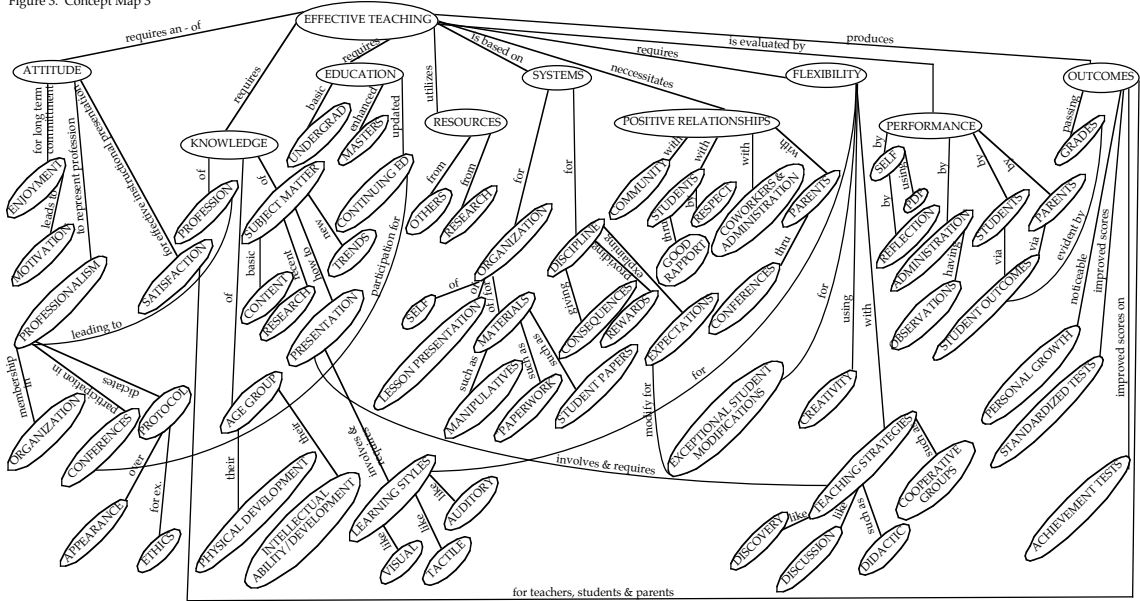 Figure 3. Concept Map 3
EFFECTIVE TEACHING
requires an - of
requires
requires
utilizes
is based on
neccessitates
requires
is evaluated by
produces
ATTITUDE
EDUCATION
SYSTEMS
FLEXIBILITY
OUTCOMES
KNOWLEDGE
RESOURCES
POSITIVE RELATIONSHIPS
PERFORMANCE
for long term
commitment
to represent profession
for effective instructional presentation
basic
enhanced
updated
UNDERGRAD
MASTERS
CONTINUING ED
ENJOYMENT
leads to
MOTIVATION
PROFESSIONALISM
SATISFACTION
leading to
of
of
PROFESSION
SUBJECT MATTER
basic
recent
how to
new
CONTENT
RESEARCH
PRESENTATION
TRENDS
participation for
from
from
OTHERS
RESEARCH
for
for
ORGANIZATION
DISCIPLINE
of
of
of
for
SELF
LESSON PRESENTATION
MATERIALS
such as
such as
such as
MANIPULATIVES
PAPERWORK
STUDENT PAPERS
giving
providing
explaining
CONSEQUENCES
REWARDS
EXPECTATIONS
modify for
with
with
with
with
COMMUNITY
STUDENTS
RESPECT
COWORKERS &
ADMINISTRATION
PARENTS
thru
by
GOOD
RAPPORT
thru
CONFERENCES
for
using
with
EXCEPTIONAL STUDENT
MODIFICATIONS
CREATIVITY
TEACHING STRATEGIES
such as
COOPERATIVE
GROUPS
like
like
such as
DISCOVERY
DISCUSSION
DIDACTIC
by
by
by
by
SELF
using
PDP
by
REFLECTION
ADMINISTRATION
having
OBSERVATIONS
STUDENTS
PARENTS
via
via
STUDENT OUTCOMES
evident by
passing
GRADES
noticeable
improved scores
improved scores on
PERSONAL GROWTH
STANDARDIZED TESTS
ACHIEVEMENT TESTS
membership
in
participation in
dictates
ORGANIZATION
CONFERENCES
PROTOCOL
over
for ex.
APPEARANCE
ETHICS
of
AGE GROUP
their
their
PHYSICAL DEVELOPMENT
INTELLECTUAL
ABILITY/DEVELOPMENT
involves &
requires
LEARNING STYLES
like
like
like
VISUAL
TACTILE
AUDITORY
for
involves & requires
for teachers, students & parents